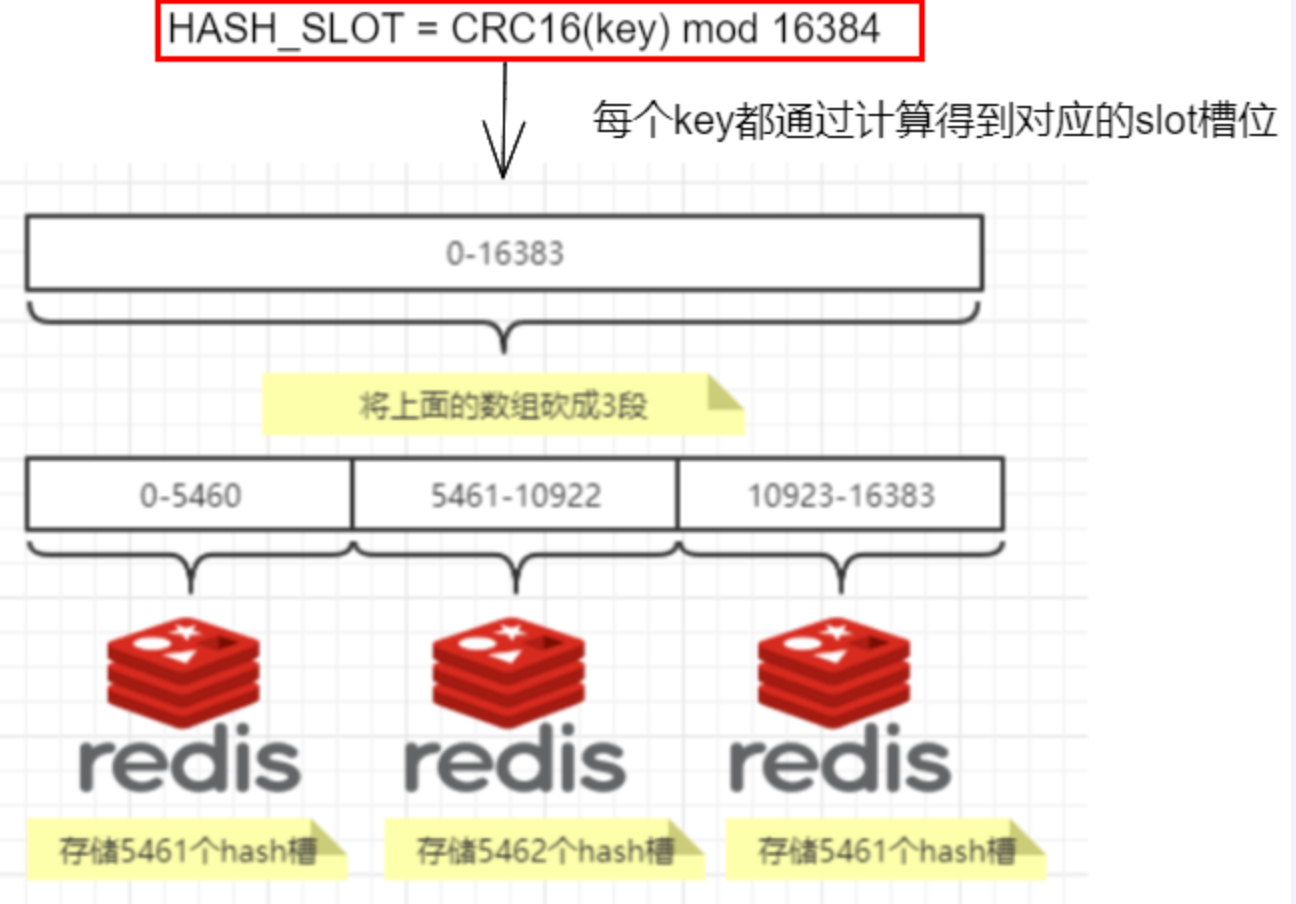 HASH_SLOT = CRC16(key) mod 16384
每个key都通过计算得到对应的slot槽位
0-16383
将上面的数组砍成3段
0-5460 5461-10922 10923-16383
redis redis redis
存储5461个hash槽 存储5462个hash槽 存储5461个hash槽